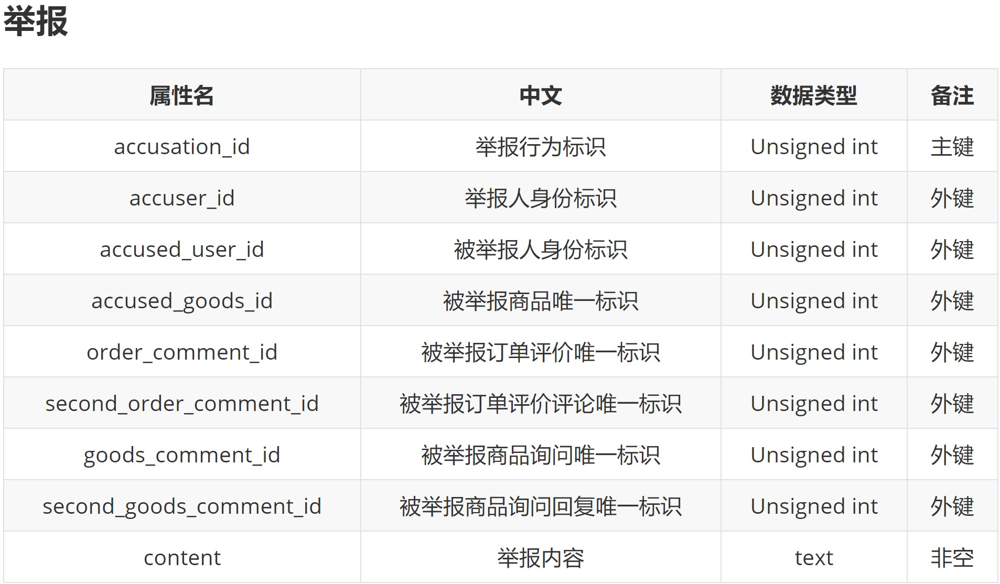 举报
属性名 中文 数据类型 备注
accusation_id 举报行为标识 Unsigned int 主键
accuser_id 举报人身份标识 Unsigned int 外键
accused_user_id 被举报人身份标识 Unsigned int 外键
accused_goods_id 被举报商品唯一标识 Unsigned int 外键
order_comment_id 被举报订单评价唯一标识 Unsigned int 外键
second_order_comment_id 被举报订单评价评论唯一标识 Unsigned int 外键
goods_comment_id 被举报商品询问唯一标识 Unsigned int 外键
second_goods_comment_id 被举报商品询问回复唯一标识 Unsigned int 外键
content 举报内容 text 非空